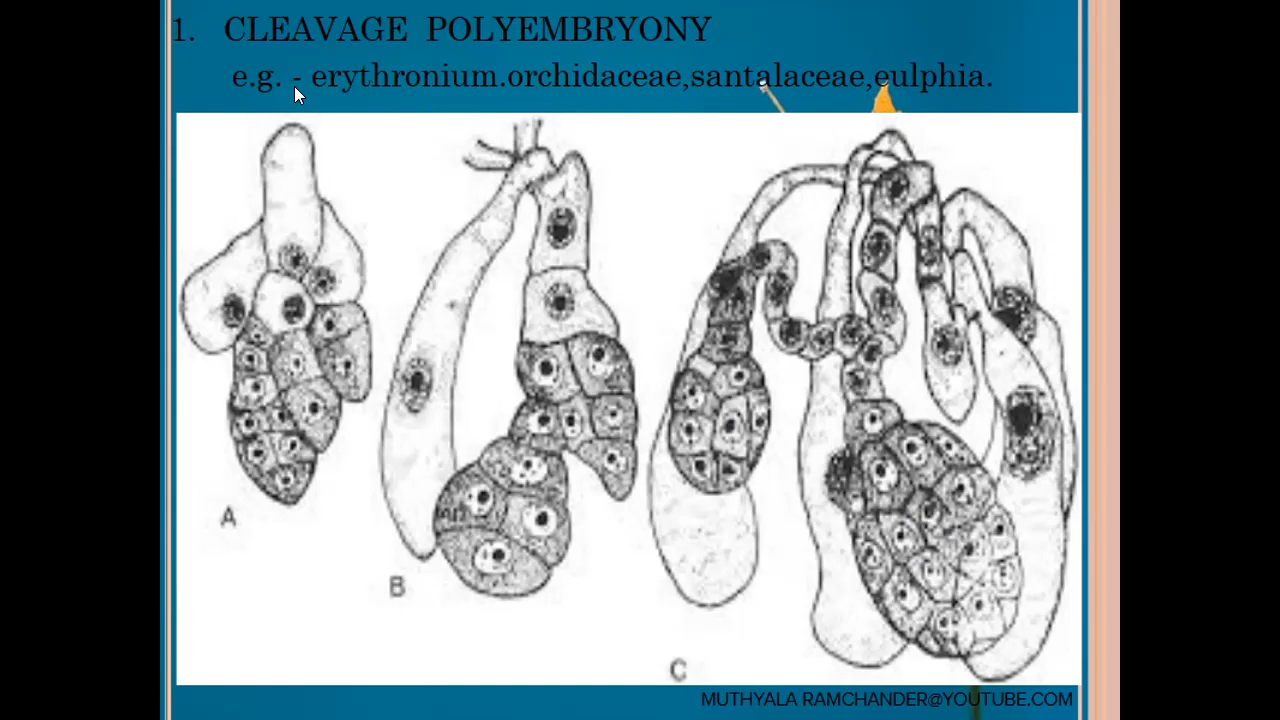 1. CLEAVAGE POLYEMBRYONY
e.g. - erythronium.orchidaceae,santalaceae,eulphia.
A
B
C
MUTHYALA RAMCHANDER@YOUTUBE.COM